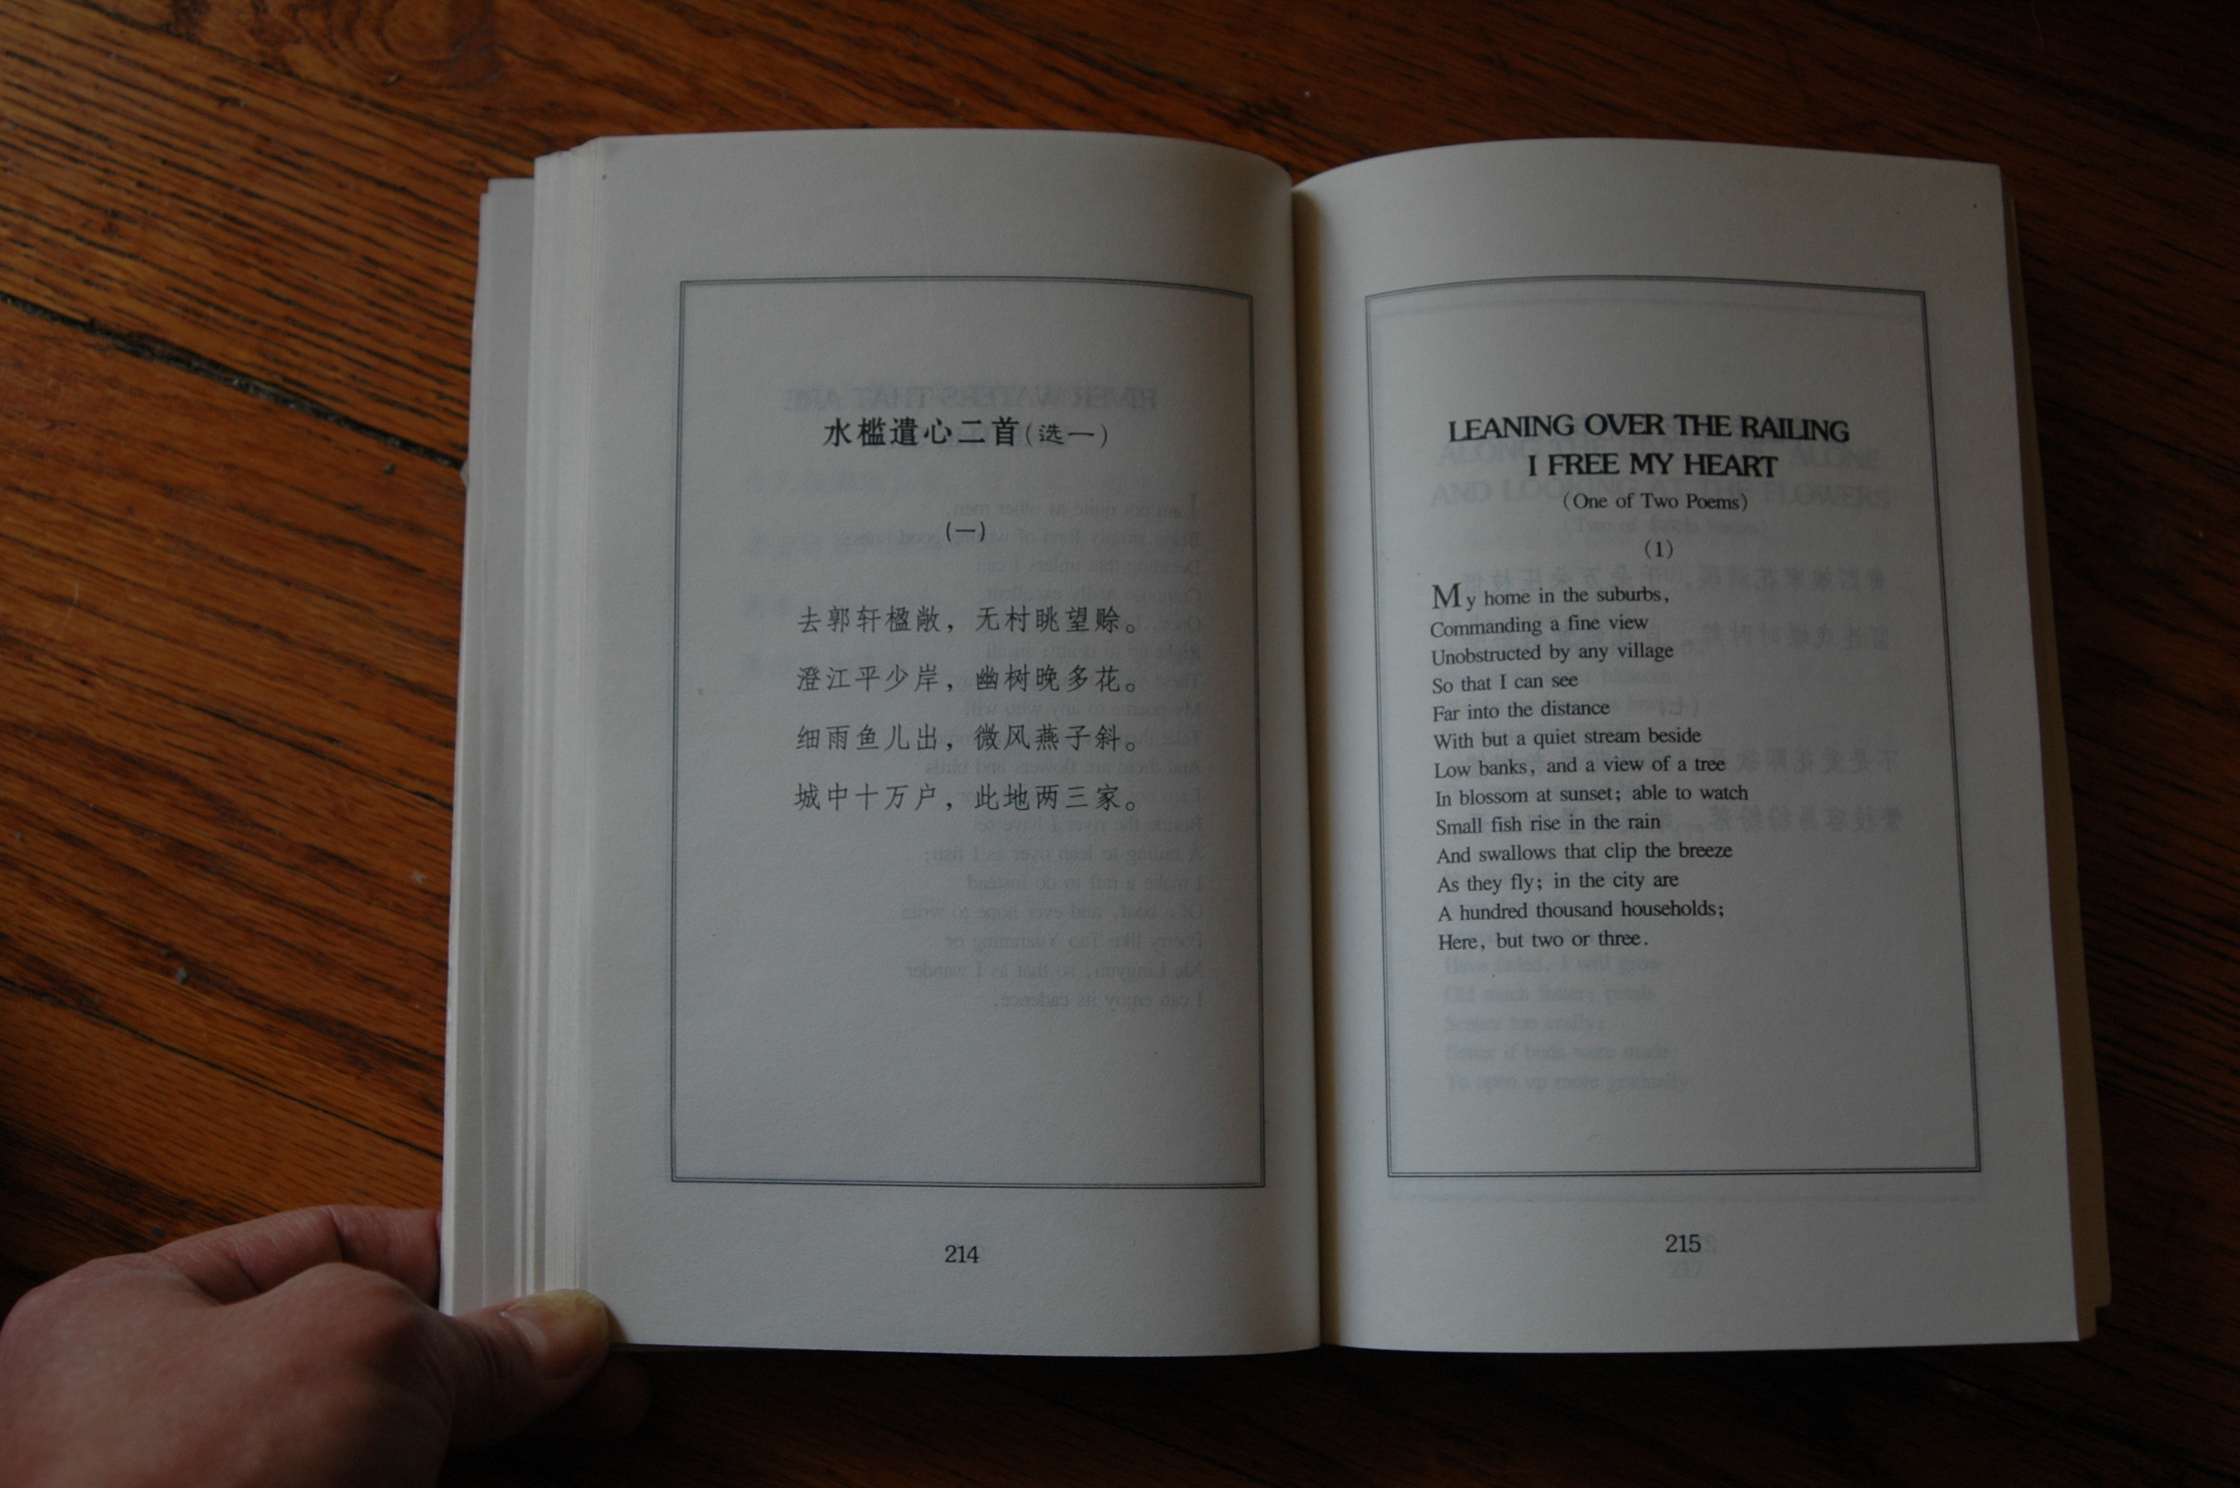 水槛遣心二首(选一)
(一)
去郭轩楹敞，无村眺望赊。
澄江平少岸，幽树晚多花。
细雨鱼儿出，微风燕子斜。
城中十万户，此地两三家。
214
LEANING OVER THE RAILING
I FREE MY HEART
(One of Two Poems)
(1)
My home in the suburbs,
Commanding a fine view
Unobstructed by any village
So that I can see
Far into the distance
With but a quiet stream beside
Low banks, and a view of a tree
In blossom at sunset; able to watch
Small fish rise in the rain
And swallows that clip the breeze
As they fly; in the city are
A hundred thousand households;
Here, but two or three.
215